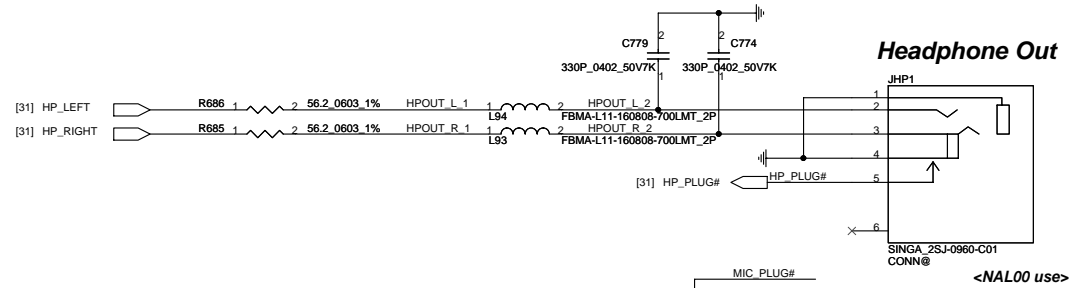 C779
C774
2
2
330P_0402_50V7K
330P_0402_50V7K
1
1
Headphone Out
JHP1
[31] HP_LEFT
R686
1
2
56.2_0603_1%
HPOUT_L_1
1
2
HPOUT_L_2
L94
FBMA-L11-160808-700LMT_2P
[31] HP_RIGHT
R685
1
2
56.2_0603_1%
HPOUT_R_1
1
2
HPOUT_R_2
L93
FBMA-L11-160808-700LMT_2P
1
2
3
4
[31] HP_PLUG#
HP_PLUG#
5
6
SINGA_2SJ-0960-C01
CONN@
MIC_PLUG#
<NAL00 use>